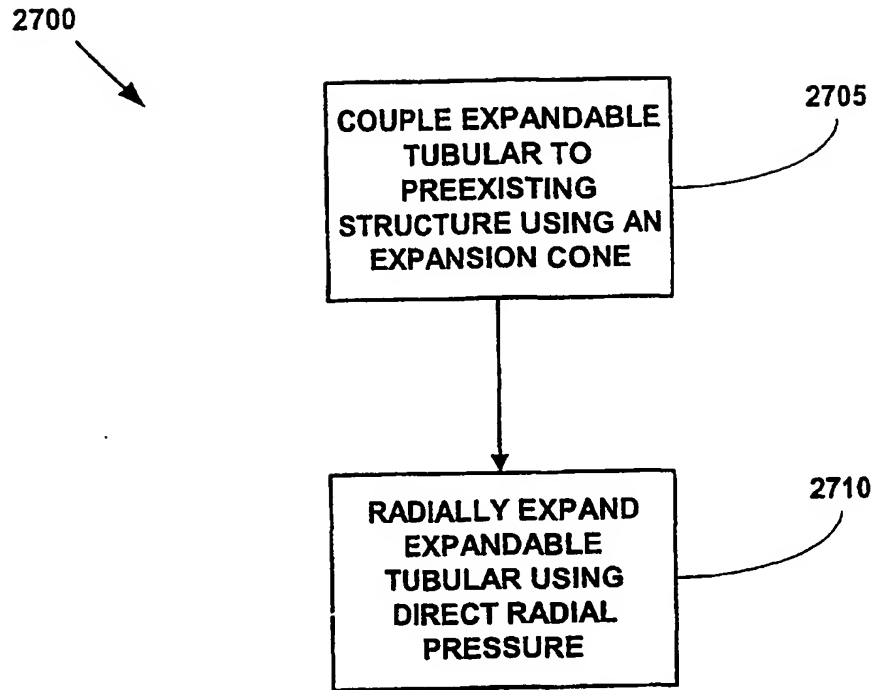 2700
COUPLE EXPANDABLE
TUBULAR TO
PREEXISTING
STRUCTURE USING AN
EXPANSION CONE
2705
RADIALLY EXPAND
EXPANDABLE
TUBULAR USING
DIRECT RADIAL
PRESSURE
2710